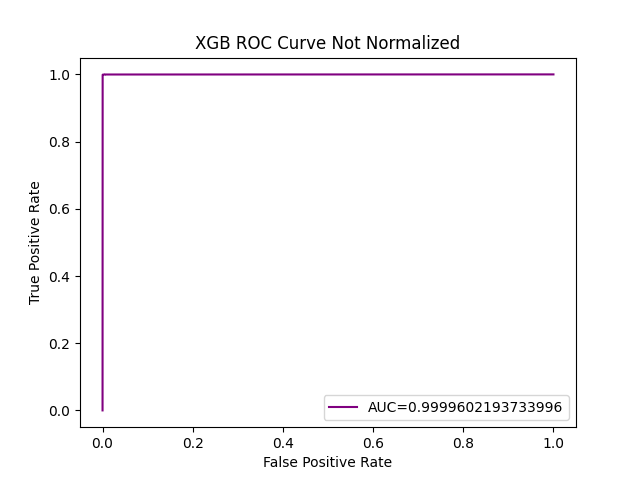 XGB ROC Curve Not Normalized
True Positive Rate
1.0
0.8
0.6
0.4
0.2
0.0
AUC=0.9999602193733996
0.0 0.2 0.4 0.6 0.8 1.0
False Positive Rate